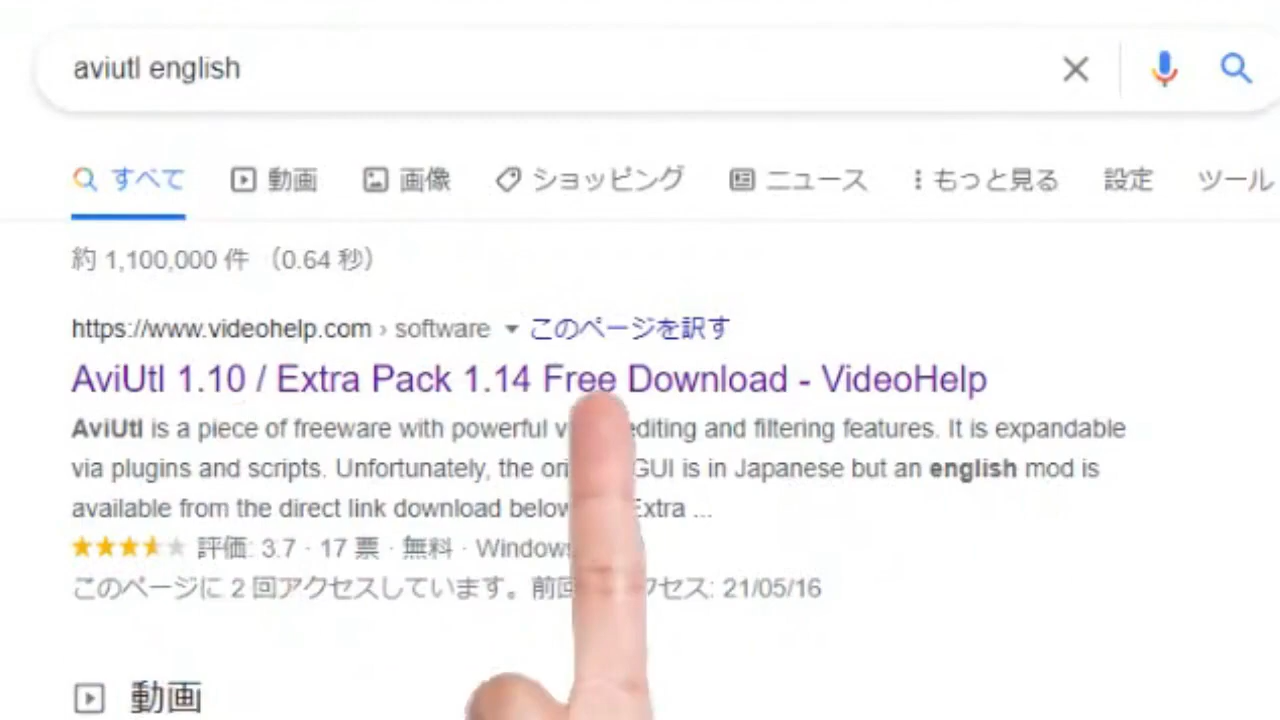 aviutl english
すべて 動画 画像 ショッピング ニュース もっと見る 設定 ツール
約 1,100,000 件 （0.64 秒）
https://www.videohelp.com › software このページを訳す
AviUtl 1.10 / Extra Pack 1.14 Free Download - VideoHelp
AviUtl is a piece of freeware with powerful editing and filtering features. It is expandable
via plugins and scripts. Unfortunately, the GUI is in Japanese but an english mod is
available from the direct link download below Extra ...
評価: 3.7 · 17 票 · 無料 · Windows
このページに 2 回アクセスしています。前回 クセス: 21/05/16
動画